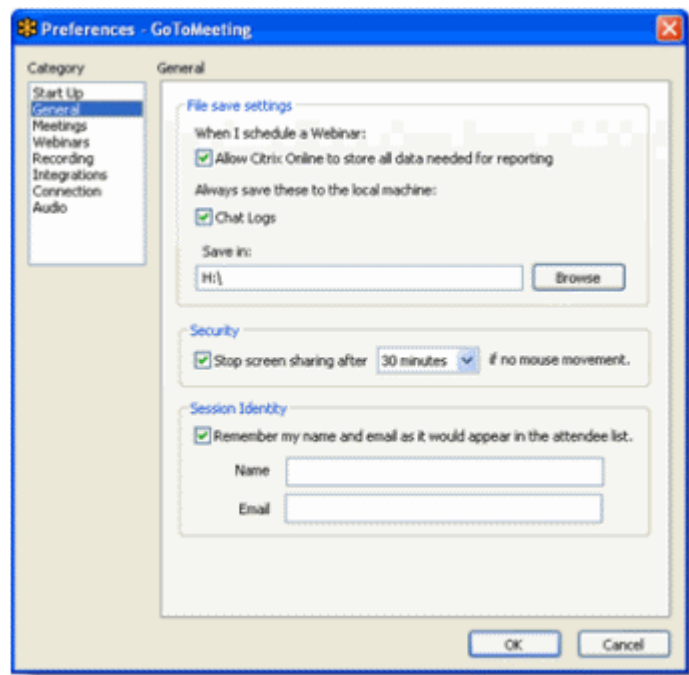 Preferences - GoToMeeting
Category
General
Start Up
General
Meetings
Webinars
Recording
Integrations
Connection
Audio
File save settings
When I schedule a Webinar:
Allow Citrix Online to store all data needed for reporting
Always save these to the local machine:
Chat Logs
Save in:
H:\
Browse
Security
Stop screen sharing after 30 minutes if no mouse movement.
Session Identity
Remember my name and email as it would appear in the attendee list.
Name
Email
OK Cancel